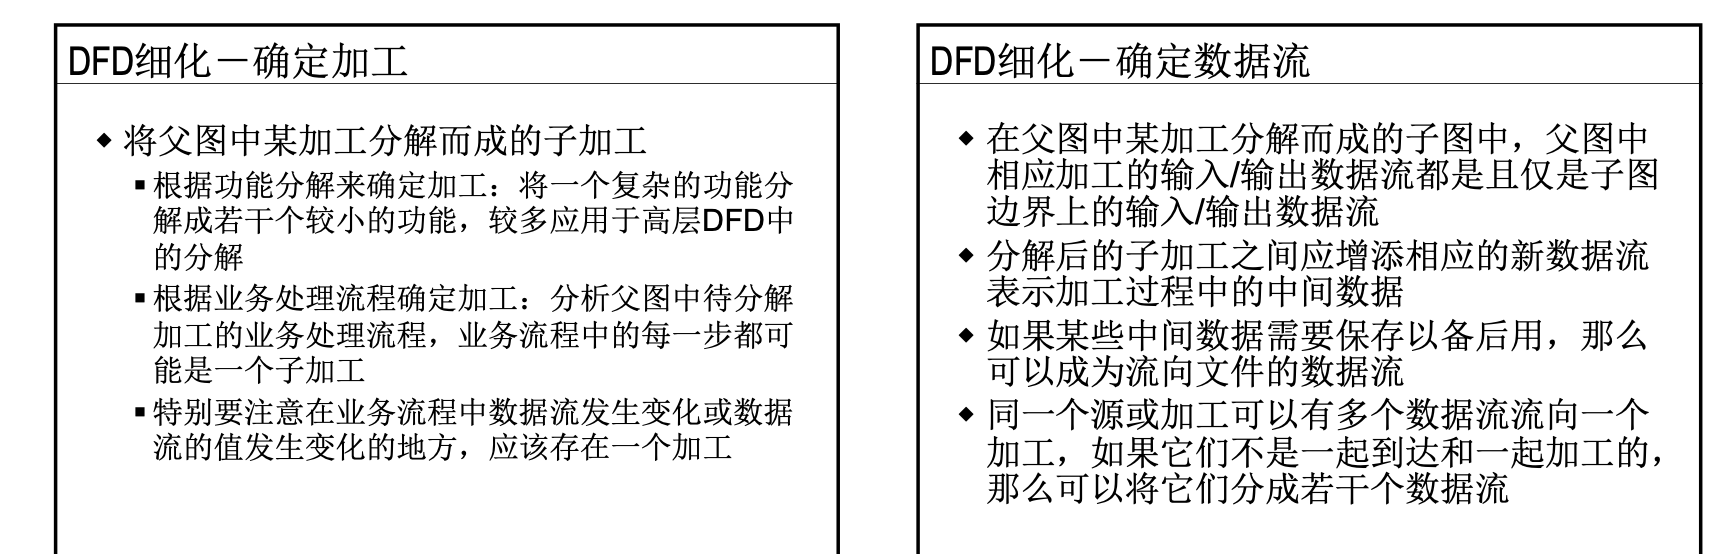 DFD细化－确定加工
◆ 将父图中某加工分解而成的子加工
▪ 根据功能分解来确定加工：将一个复杂的功能分
解成若干个较小的功能，较多应用于高层DFD中
的分解
▪ 根据业务处理流程确定加工：分析父图中待分解
加工的业务处理流程，业务流程中的每一步都可
能是一个子加工
▪ 特别要注意在业务流程中数据流发生变化或数据
流的值发生变化的地方，应该存在一个加工
DFD细化－确定数据流
◆ 在父图中某加工分解而成的子图中，父图中
相应加工的输入/输出数据流都是且仅是子图
边界上的输入/输出数据流
◆ 分解后的子加工之间应增添相应的新数据流
表示加工过程中的中间数据
◆ 如果某些中间数据需要保存以备后用，那么
可以成为流向文件的数据流
◆ 同一个源或加工可以有多个数据流流向一个
加工，如果它们不是一起到达和一起加工的，
那么可以将它们分成若干个数据流